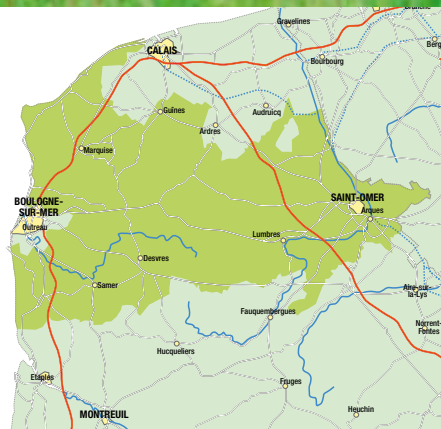 Gravelines
CALAIS
Bourbourg
Guînes
Audruicq
Ardres
Marquise
BOULOGNE-
SUR-MER
SAINT-OMER
Outreau
Arques
Lumbres
Desvres
Samer
Aire-sur-
la-Lys
Fauquembergues
Norrent-
Fontes
Hucqueliers
Etaples
Fruges
MONTREUIL
Heuchin